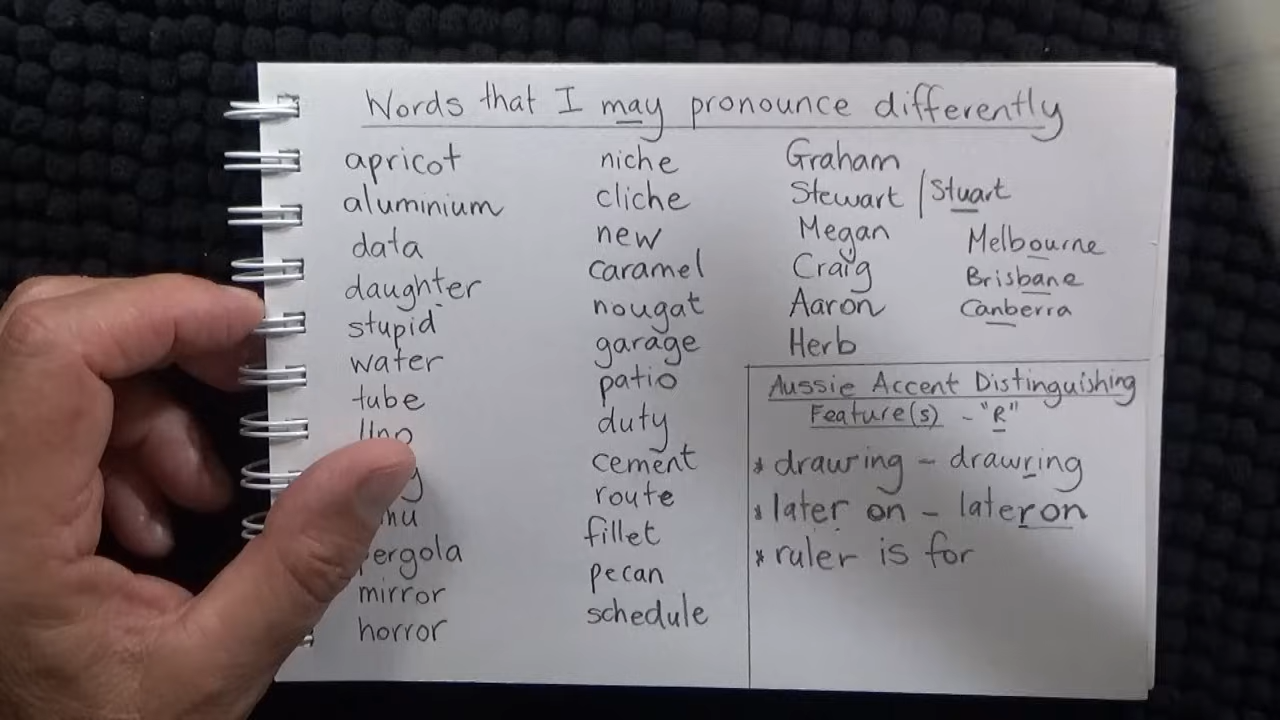 Words that I may pronounce differently
apricot
aluminium
data
daughter
stupid
water
tube
pergola
mirror
horror
niche
cliche
new
caramel
nougat
garage
patio
duty
cement
route
fillet
pecan
schedule
Graham
Stewart / Stuart
Megan
Craig
Aaron
Herb
Melbourne
Brisbane
Canberra
Aussie Accent Distinguishing
Feature(s) - "R"
* drawing - drawring
* later on - lateron
* ruler is for